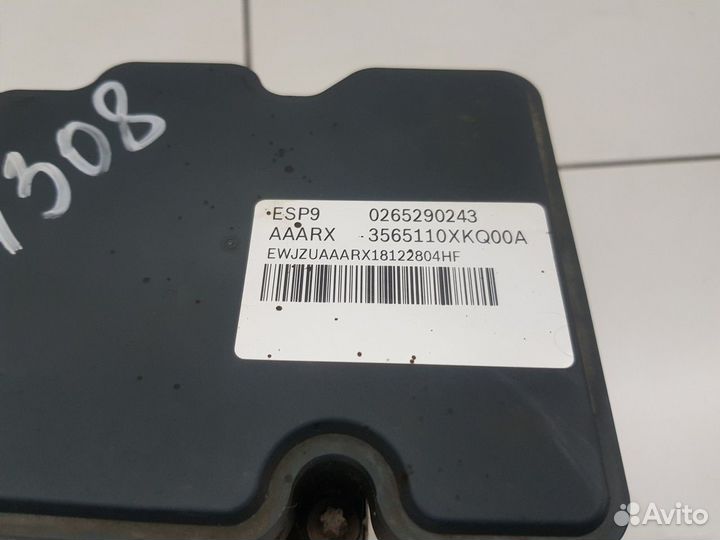 1308
ESP9 0265290243
AAARX 3565110XKQ00A
EWJZUAAARX18122804HF
Avito